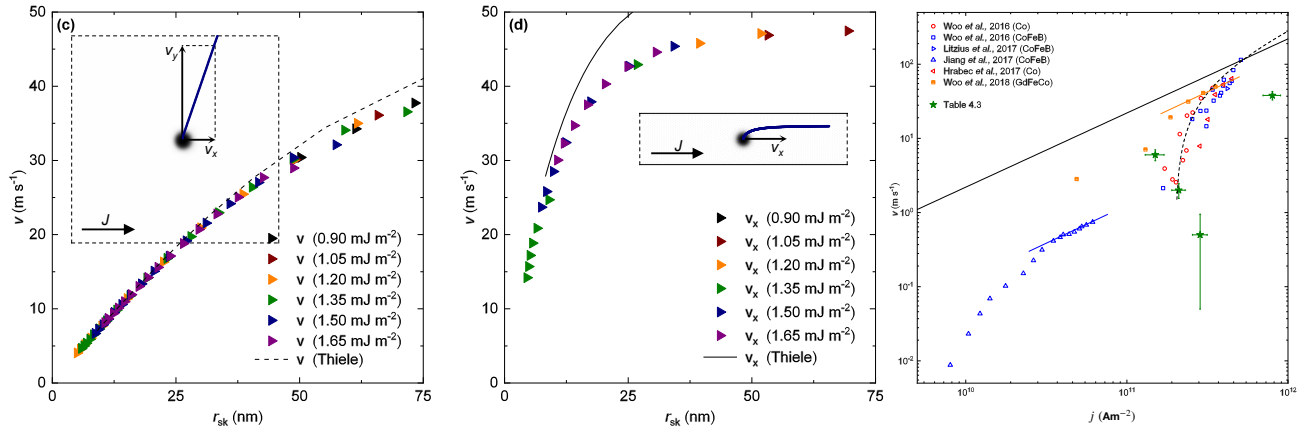 (c)
v_y
v_x
J
v (0.90 mJ m⁻²)
v (1.05 mJ m⁻²)
v (1.20 mJ m⁻²)
v (1.35 mJ m⁻²)
v (1.50 mJ m⁻²)
v (1.65 mJ m⁻²)
v (Thiele)
50
40
30
20
10
0
v (m s⁻¹)
0 25 50 75
r_sk (nm)
(d)
J
v_x
v_x (0.90 mJ m⁻²)
v_x (1.05 mJ m⁻²)
v_x (1.20 mJ m⁻²)
v_x (1.35 mJ m⁻²)
v_x (1.50 mJ m⁻²)
v_x (1.65 mJ m⁻²)
v_x (Thiele)
50
40
30
20
10
0
v (m s⁻¹)
0 25 50 75
r_sk (nm)
Woo et al., 2016 (Co)
Woo et al., 2016 (CoFeB)
Litzius et al., 2017 (CoFeB)
Jiang et al., 2017 (CoFeB)
Hrabec et al., 2017 (Co)
Woo et al., 2018 (GdFeCo)
Table 4.3
10²
10¹
10⁰
10⁻¹
10⁻²
v (m s⁻¹)
10¹⁰ 10¹¹ 10¹²
j (Am⁻²)